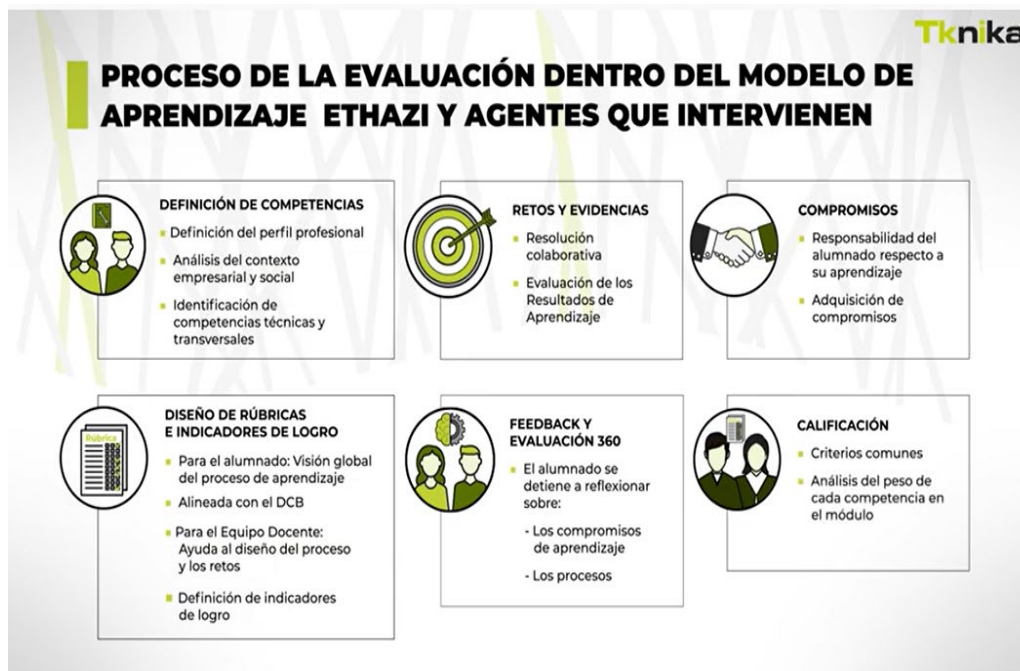 Tknika
PROCESO DE LA EVALUACIÓN DENTRO DEL MODELO DE
APRENDIZAJE ETHAZI Y AGENTES QUE INTERVIENEN
DEFINICIÓN DE COMPETENCIAS
Definición del perfil profesional
Análisis del contexto
empresarial y social
Identificación de
competencias técnicas y
transversales
RETOS Y EVIDENCIAS
Resolución
colaborativa
Evaluación de los
Resultados de
Aprendizaje
COMPROMISOS
Responsabilidad del
alumnado respecto a
su aprendizaje
Adquisición de
compromisos
Rúbrica
DISEÑO DE RÚBRICAS
E INDICADORES DE LOGRO
Para el alumnado: Visión global
del proceso de aprendizaje
Alineada con el DCB
Para el Equipo Docente:
Ayuda al diseño del proceso
y los retos
Definición de indicadores
de logro
FEEDBACK Y
EVALUACIÓN 360
El alumnado se
detiene a reflexionar
sobre:
- Los compromisos
de aprendizaje
- Los procesos
CALIFICACIÓN
Criterios comunes
Análisis del peso de
cada competencia en
el módulo